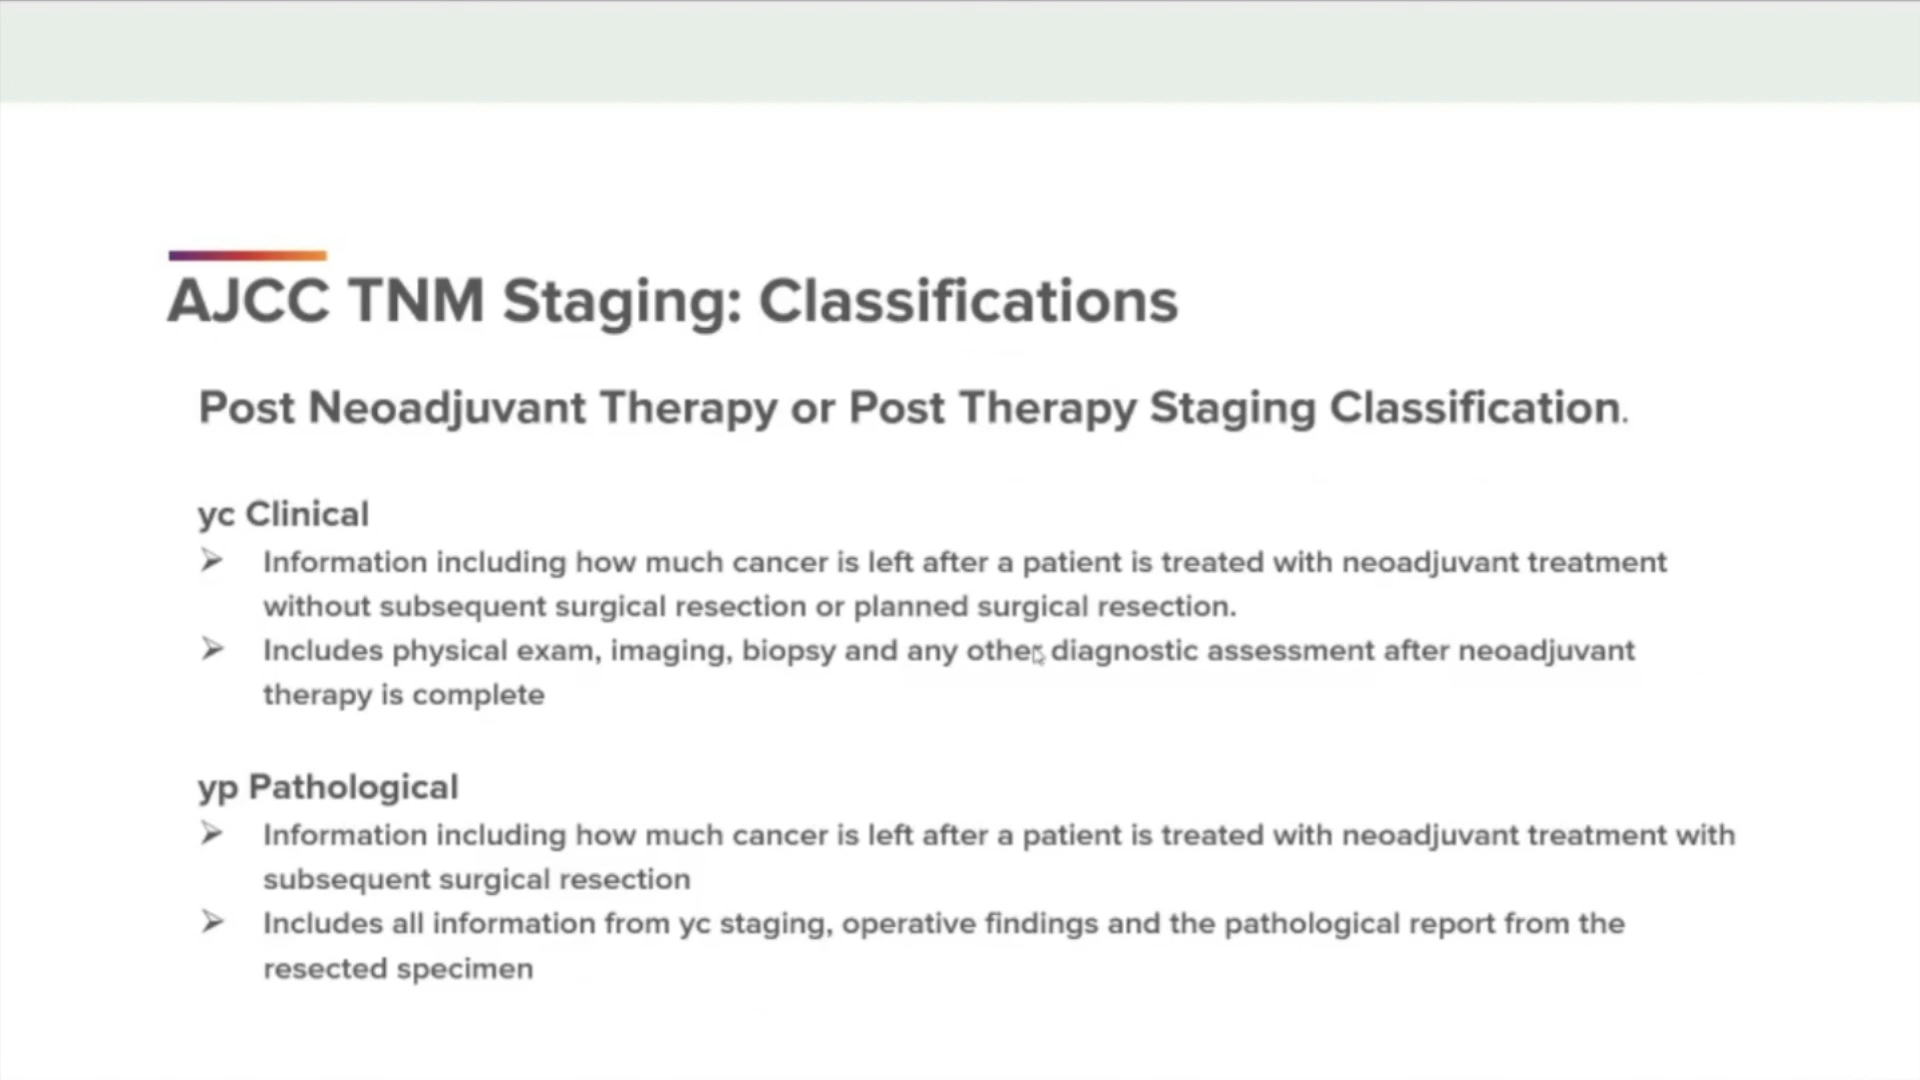 AJCC TNM Staging: Classifications
Post Neoadjuvant Therapy or Post Therapy Staging Classification.
yc Clinical
➢ Information including how much cancer is left after a patient is treated with neoadjuvant treatment
without subsequent surgical resection or planned surgical resection.
➢ Includes physical exam, imaging, biopsy and any other diagnostic assessment after neoadjuvant
therapy is complete
yp Pathological
➢ Information including how much cancer is left after a patient is treated with neoadjuvant treatment with
subsequent surgical resection
➢ Includes all information from yc staging, operative findings and the pathological report from the
resected specimen